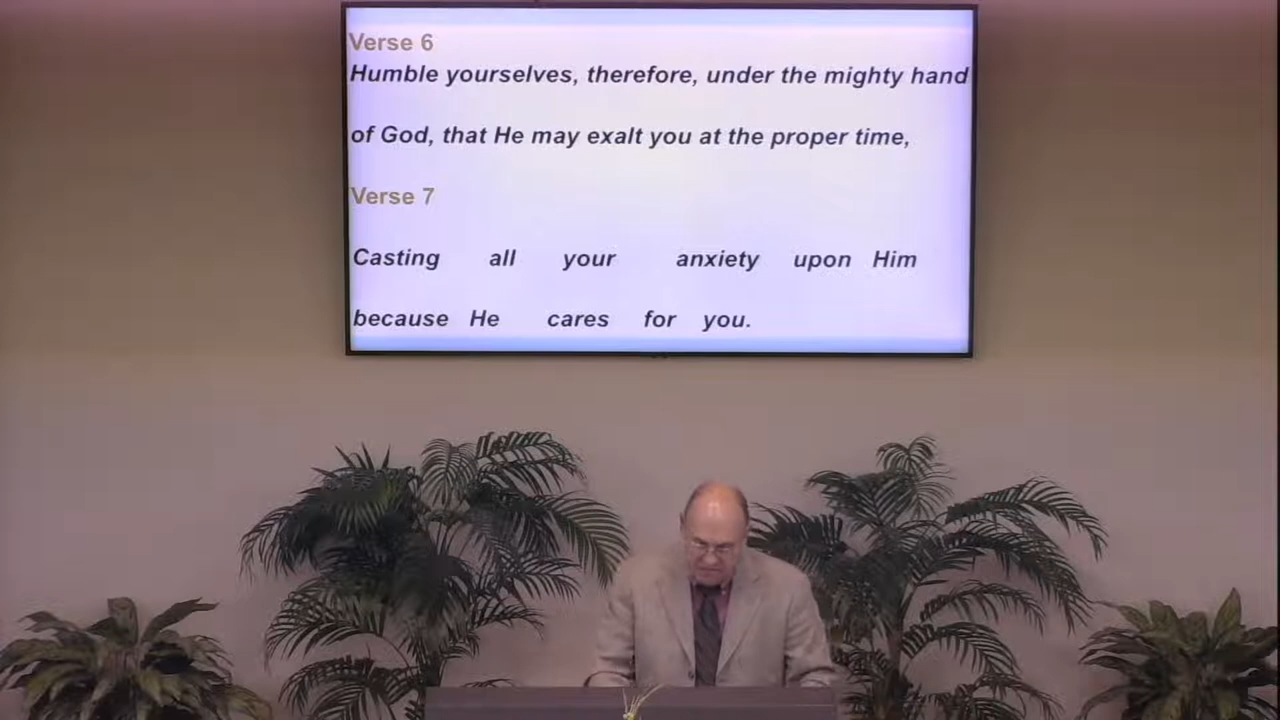 Verse 6
Humble yourselves, therefore, under the mighty hand
of God, that He may exalt you at the proper time,
Verse 7
Casting all your anxiety upon Him
because He cares for you.